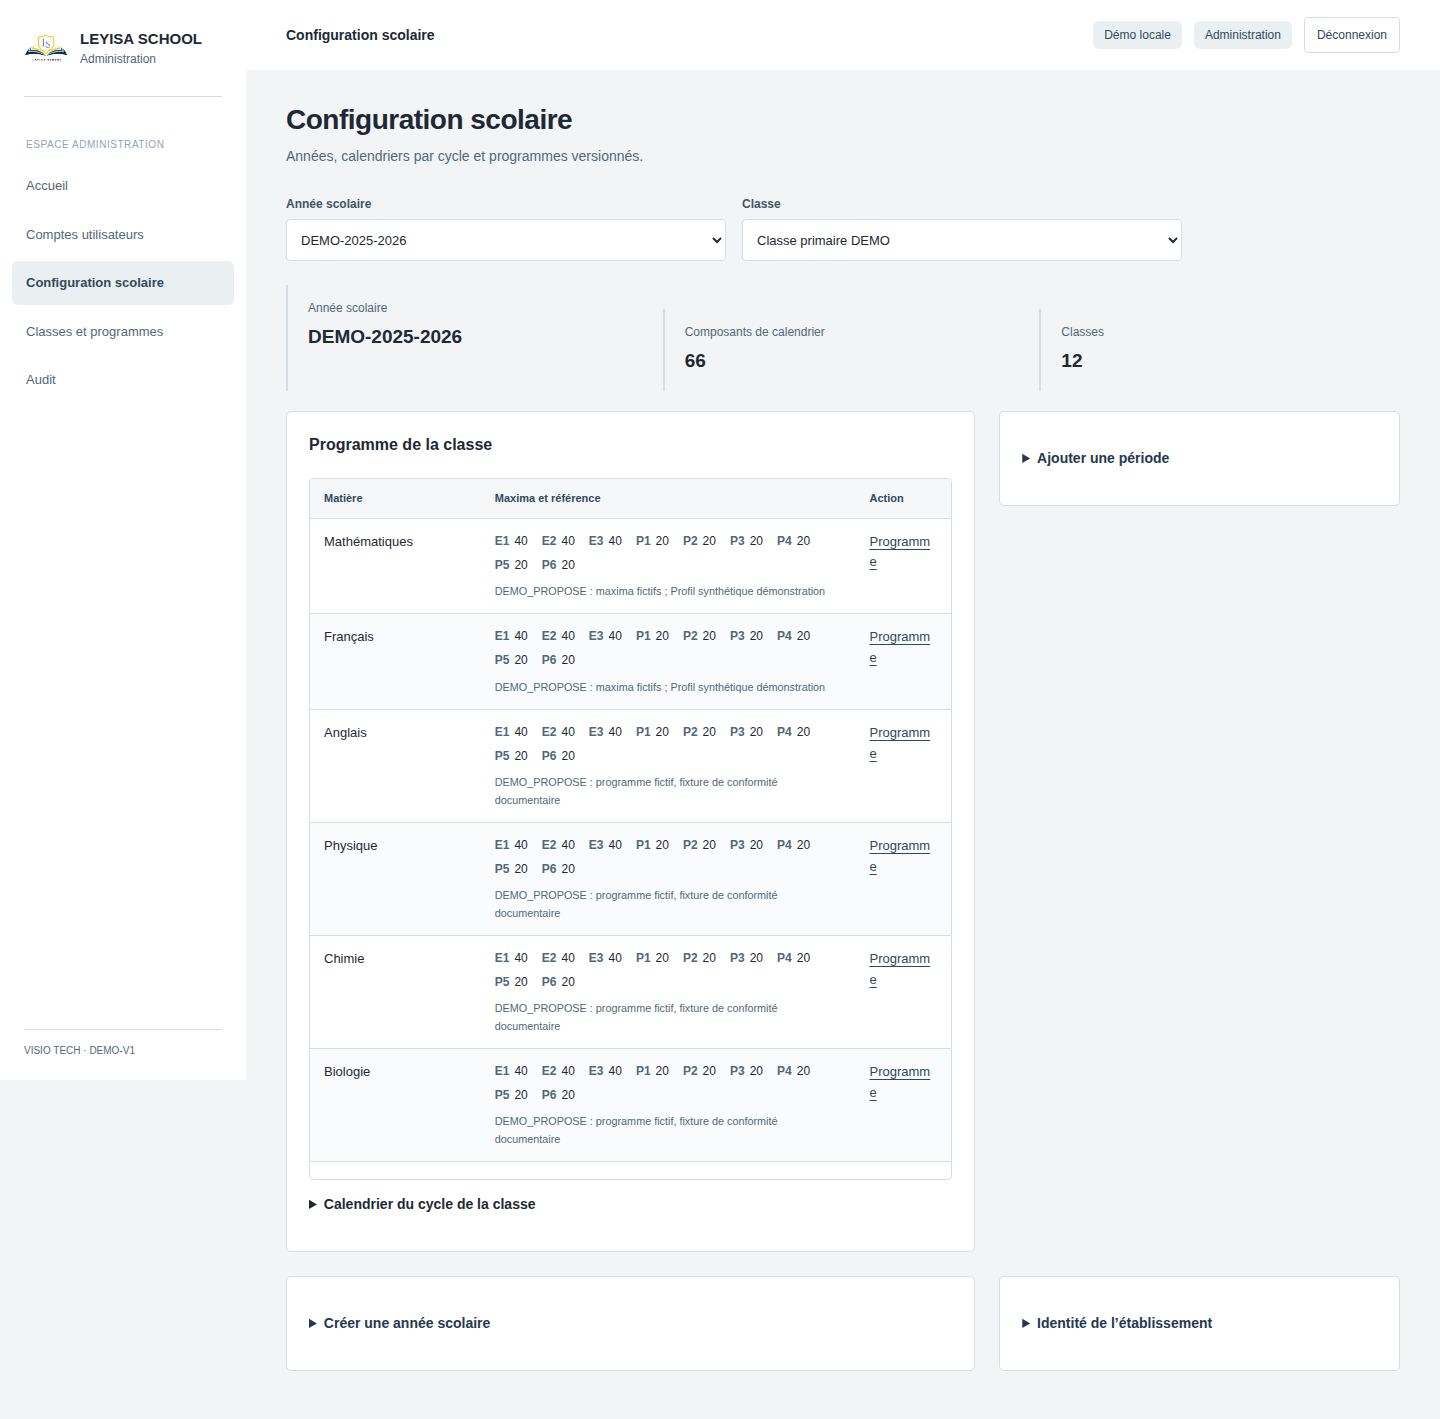 LEYISA SCHOOL
Administration
ESPACE ADMINISTRATION
Accueil
Comptes utilisateurs
Configuration scolaire
Classes et programmes
Audit
VISIO TECH · DEMO-V1
Configuration scolaire
Démo locale
Administration
Déconnexion
Configuration scolaire
Années, calendriers par cycle et programmes versionnés.
Année scolaire
DEMO-2025-2026
Classe
Classe primaire DEMO
Année scolaire
DEMO-2025-2026
Composants de calendrier
66
Classes
12
Programme de la classe
Matière Maxima et référence Action
Mathématiques E1 40 E2 40 E3 40 P1 20 P2 20 P3 20 P4 20 Programm
P5 20 P6 20 e
DEMO_PROPOSE : maxima fictifs ; Profil synthétique démonstration
Français E1 40 E2 40 E3 40 P1 20 P2 20 P3 20 P4 20 Programm
P5 20 P6 20 e
DEMO_PROPOSE : maxima fictifs ; Profil synthétique démonstration
Anglais E1 40 E2 40 E3 40 P1 20 P2 20 P3 20 P4 20 Programm
P5 20 P6 20 e
DEMO_PROPOSE : programme fictif, fixture de conformité
documentaire
Physique E1 40 E2 40 E3 40 P1 20 P2 20 P3 20 P4 20 Programm
P5 20 P6 20 e
DEMO_PROPOSE : programme fictif, fixture de conformité
documentaire
Chimie E1 40 E2 40 E3 40 P1 20 P2 20 P3 20 P4 20 Programm
P5 20 P6 20 e
DEMO_PROPOSE : programme fictif, fixture de conformité
documentaire
Biologie E1 40 E2 40 E3 40 P1 20 P2 20 P3 20 P4 20 Programm
P5 20 P6 20 e
DEMO_PROPOSE : programme fictif, fixture de conformité
documentaire
Calendrier du cycle de la classe
Ajouter une période
Créer une année scolaire
Identité de l’établissement